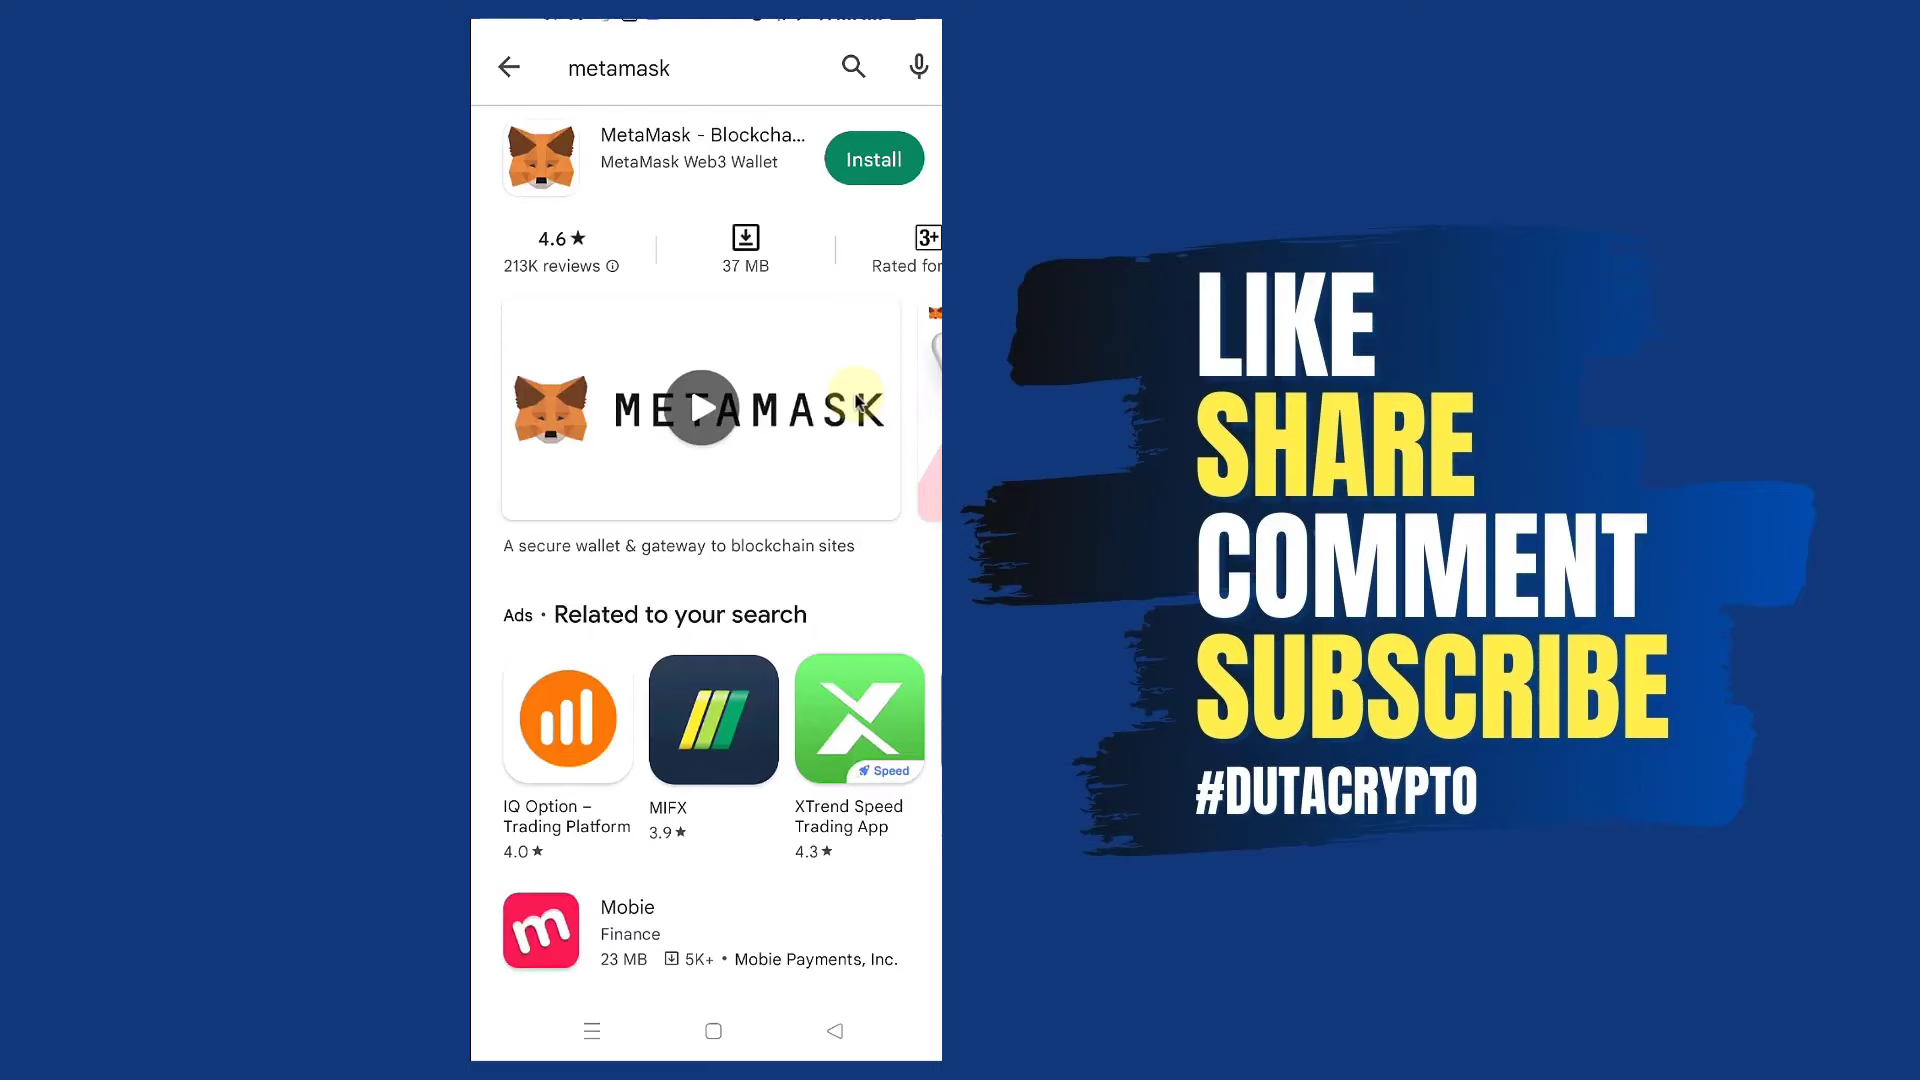 metamask
MetaMask - Blockcha...
MetaMask Web3 Wallet
Install
4.6★
3+
213K reviews
37 MB
Rated for
METAMASK
A secure wallet & gateway to blockchain sites
Ads • Related to your search
Speed
IQ Option –
Trading Platform
4.0★
MIFX
3.9★
XTrend Speed
Trading App
4.3★
m
Mobie
Finance
23 MB 5K+ • Mobie Payments, Inc.
LIKE
SHARE
COMMENT
SUBSCRIBE
#DUTACRYPTO